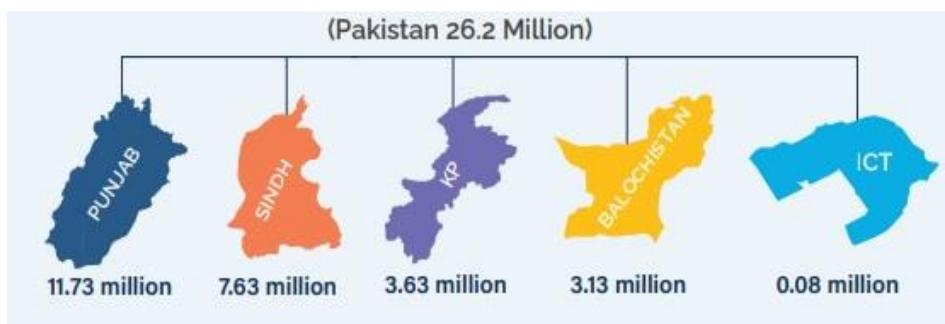 (Pakistan 26.2 Million)
PUNJAB
SINDH
KP
BALOCHISTAN
ICT
11.73 million
7.63 million
3.63 million
3.13 million
0.08 million